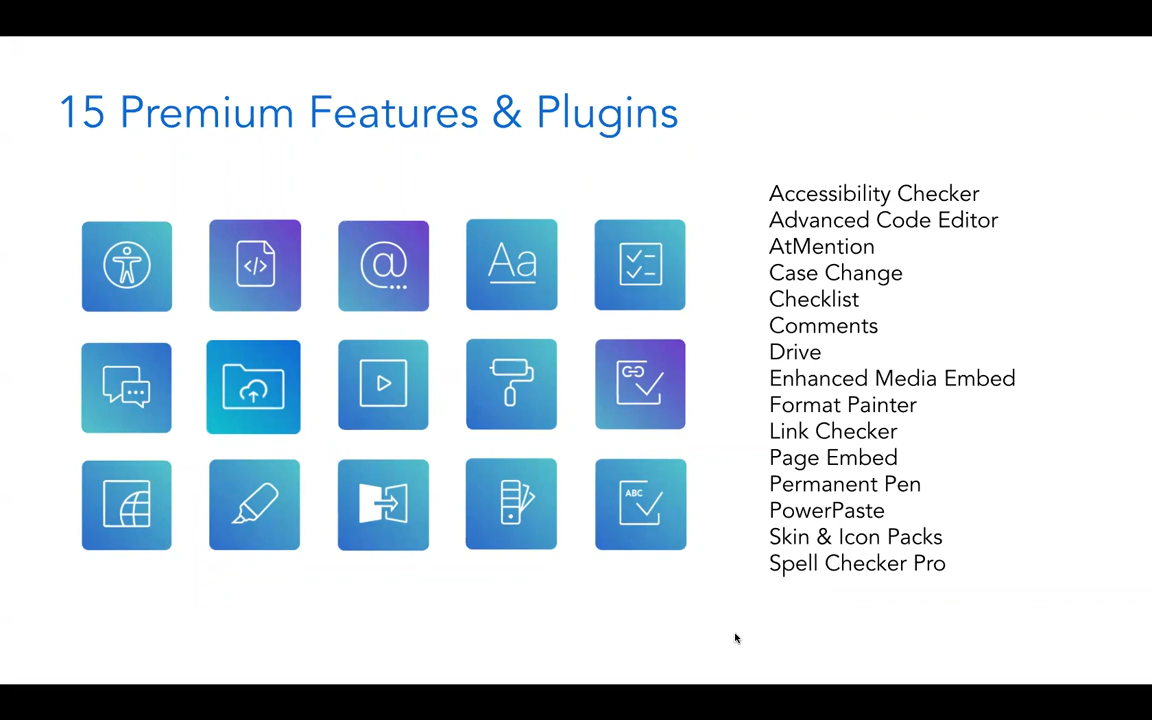 15 Premium Features & Plugins
@
Aa
ABC
Accessibility Checker
Advanced Code Editor
AtMention
Case Change
Checklist
Comments
Drive
Enhanced Media Embed
Format Painter
Link Checker
Page Embed
Permanent Pen
PowerPaste
Skin & Icon Packs
Spell Checker Pro